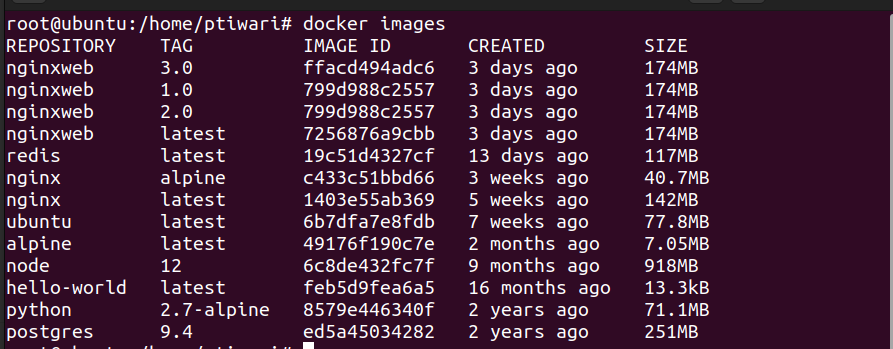 root@ubuntu:/home/ptiwari# docker images
REPOSITORY TAG IMAGE ID CREATED SIZE
nginxweb 3.0 ffacd494adc6 3 days ago 174MB
nginxweb 1.0 799d988c2557 3 days ago 174MB
nginxweb 2.0 799d988c2557 3 days ago 174MB
nginxweb latest 7256876a9cbb 3 days ago 174MB
redis latest 19c51d4327cf 13 days ago 117MB
nginx alpine c433c51bbd66 3 weeks ago 40.7MB
nginx latest 1403e55ab369 5 weeks ago 142MB
ubuntu latest 6b7dfa7e8fdb 7 weeks ago 77.8MB
alpine latest 49176f190c7e 2 months ago 7.05MB
node 12 6c8de432fc7f 9 months ago 918MB
hello-world latest feb5d9fea6a5 16 months ago 13.3kB
python 2.7-alpine 8579e446340f 2 years ago 71.1MB
postgres 9.4 ed5a45034282 2 years ago 251MB
root@ubuntu:/home/ptiwari#